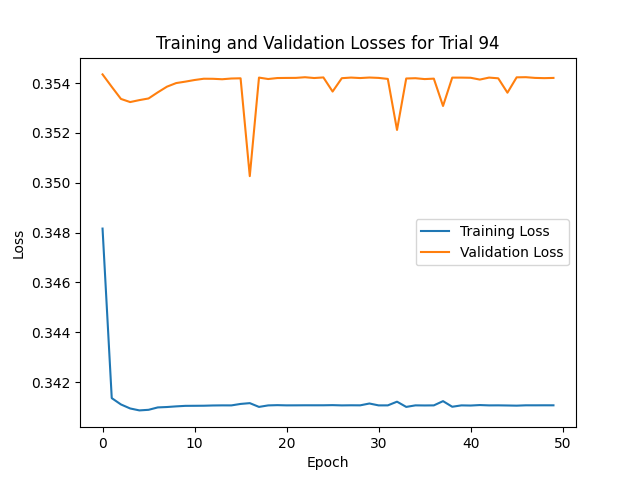 Training and Validation Losses for Trial 94
Loss
0.354
0.352
0.350
0.348
0.346
0.344
0.342
Training Loss
Validation Loss
0 10 20 30 40 50
Epoch